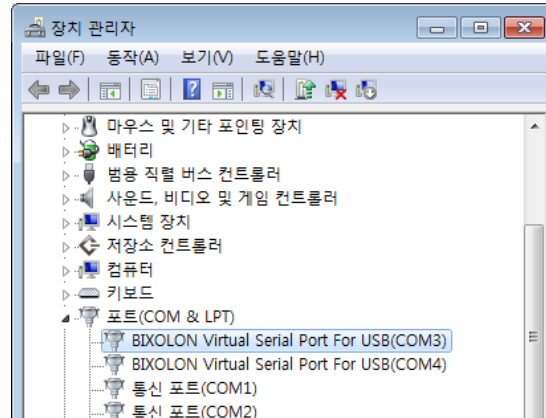 장치 관리자
파일(F) 동작(A) 보기(V) 도움말(H)
마우스 및 기타 포인팅 장치
배터리
범용 직렬 버스 컨트롤러
사운드, 비디오 및 게임 컨트롤러
시스템 장치
저장소 컨트롤러
컴퓨터
키보드
포트(COM & LPT)
BIXOLON Virtual Serial Port For USB(COM3)
BIXOLON Virtual Serial Port For USB(COM4)
통신 포트(COM1)
통신 포트(COM2)